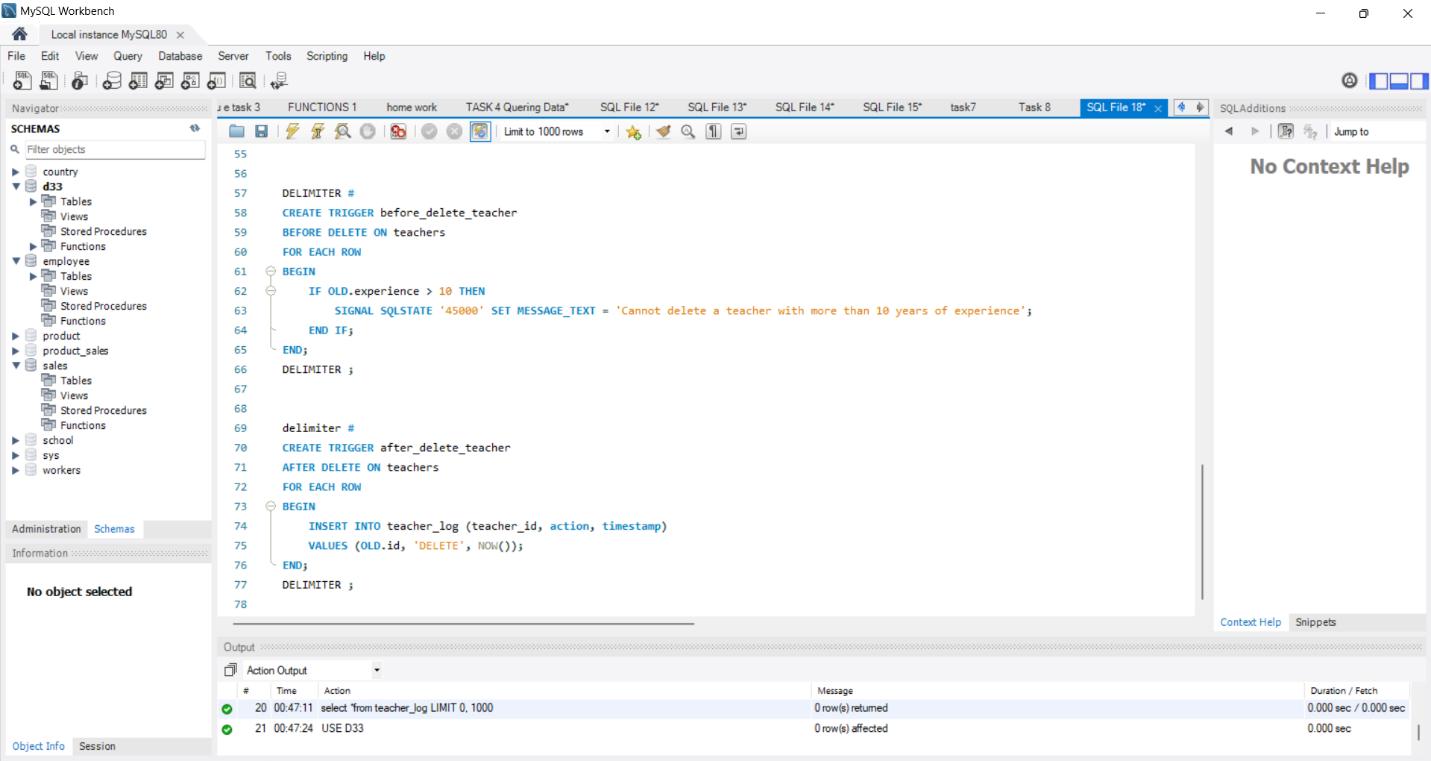 MySQL Workbench
Local instance MySQL80
File Edit View Query Database Server Tools Scripting Help
Navigator
SCHEMAS
Filter objects
country
d33
Tables
Views
Stored Procedures
Functions
employee
Tables
Views
Stored Procedures
Functions
product
product_sales
sales
Tables
Views
Stored Procedures
Functions
school
sys
workers
Administration Schemas
Information
No object selected
Object Info Session
u e task 3 FUNCTIONS 1 home work TASK 4 Quering Data* SQL File 12* SQL File 13* SQL File 14* SQL File 15* task7 Task 8 SQL File 18*
Limit to 1000 rows
55
56
57 DELIMITER #
58 CREATE TRIGGER before_delete_teacher
59 BEFORE DELETE ON teachers
60 FOR EACH ROW
61 BEGIN
62 IF OLD.experience > 10 THEN
63 SIGNAL SQLSTATE '45000' SET MESSAGE_TEXT = 'Cannot delete a teacher with more than 10 years of experience';
64 END IF;
65 END;
66 DELIMITER ;
67
68
69 delimiter #
70 CREATE TRIGGER after_delete_teacher
71 AFTER DELETE ON teachers
72 FOR EACH ROW
73 BEGIN
74 INSERT INTO teacher_log (teacher_id, action, timestamp)
75 VALUES (OLD.id, 'DELETE', NOW());
76 END;
77 DELIMITER ;
78
SQLAdditions
Jump to
No Context Help
Context Help Snippets
Output
Action Output
# Time Action Message Duration / Fetch
20 00:47:11 select *from teacher_log LIMIT 0, 1000 0 row(s) returned 0.000 sec / 0.000 sec
21 00:47:24 USE D33 0 row(s) affected 0.000 sec